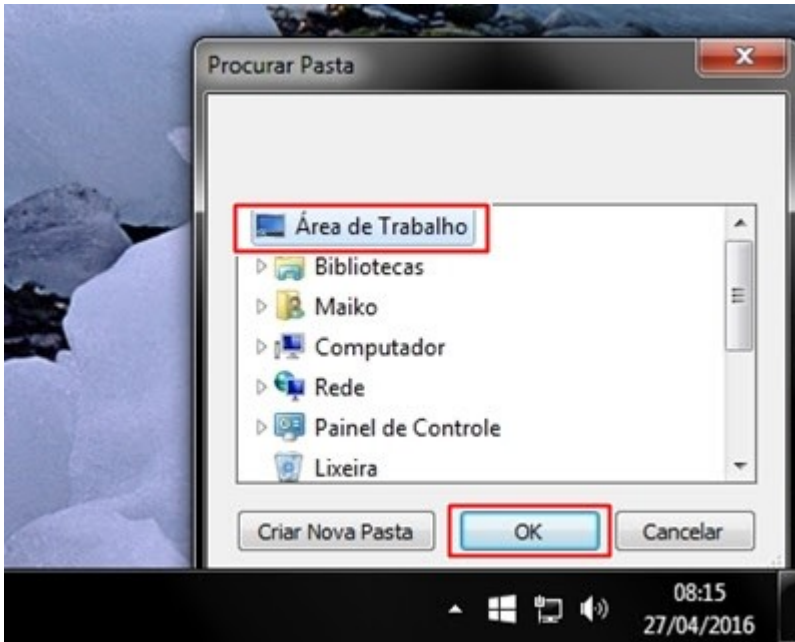 Procurar Pasta
Área de Trabalho
Bibliotecas
Maiko
Computador
Rede
Painel de Controle
Lixeira
Criar Nova Pasta OK Cancelar
08:15
27/04/2016